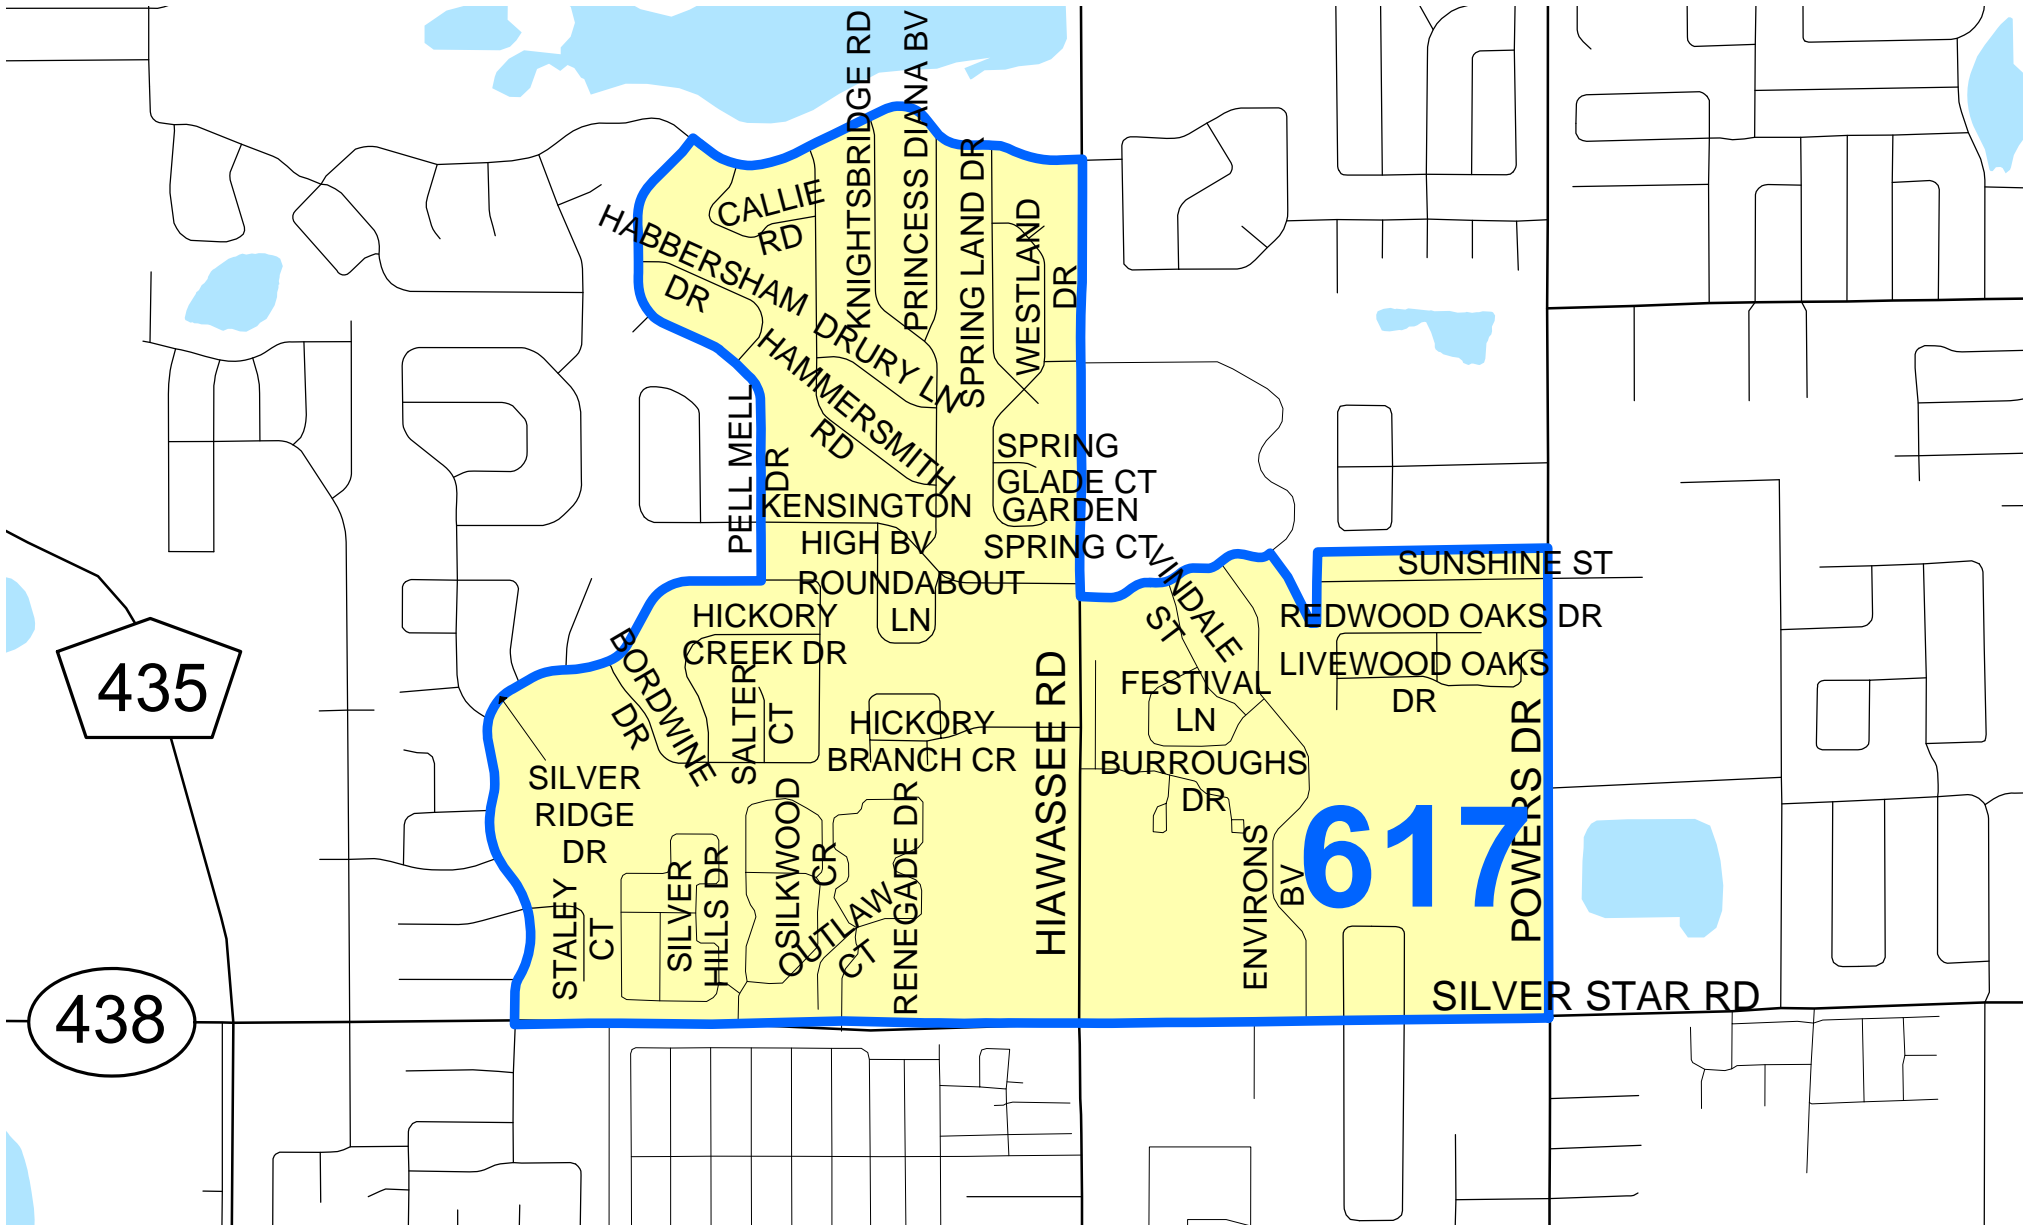 KNIGHTSBRIDGE RD
PRINCESS DIANA BV
SPRING LAND DR
WESTLAND
DR
CALLIE
RD
HABBERSHAM
DR
DRURY LN
HAMMERSMITH
RD
PELL MELL
DR
SPRING
GLADE CT
GARDEN
SPRING CT
KENSINGTON
HIGH BV
ROUNDABOUT
LN
VINDALE
ST
SUNSHINE ST
REDWOOD OAKS DR
LIVEWOOD OAKS
DR
HICKORY
CREEK DR
BORDWINE
DR
SALTER
CT
HICKORY
BRANCH CR
HIAWASSEE RD
FESTIVAL
LN
BURROUGHS
DR
435
SILVER
RIDGE
DR
STALEY
CT
SILVER
HILLS DR
SILKWOOD
CR
OUTLAW
CT
RENEGADE DR
ENVIRONS
BV
617
POWERS DR
SILVER STAR RD
438